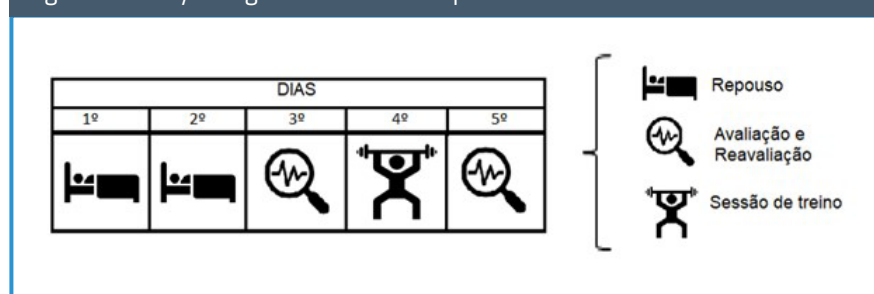 DIAS
1º 2º 3º 4º 5º
Repouso
Avaliação e
Reavaliação
Sessão de treino